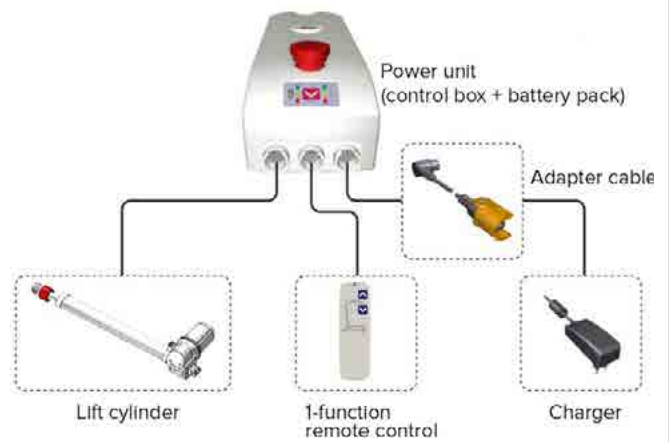 Power unit
(control box + battery pack)
Adapter cable
Lift cylinder
1-function
remote control
Charger